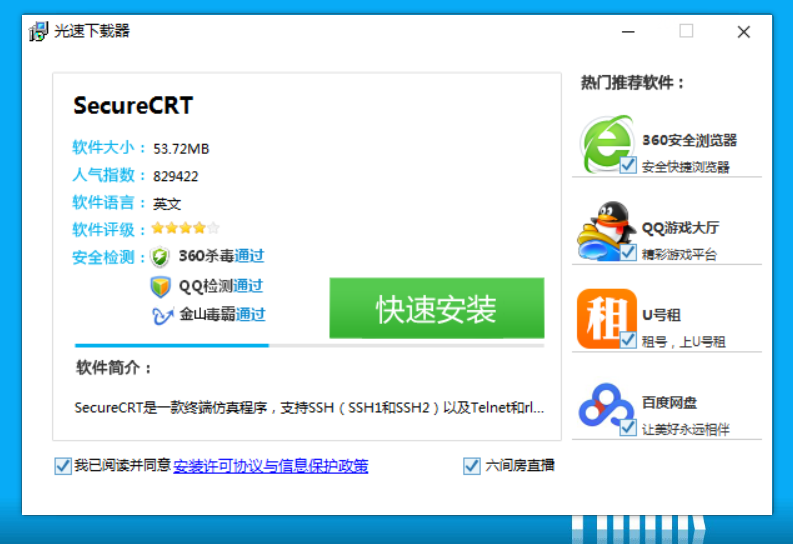 光速下载器
SecureCRT
软件大小：53.72MB
人气指数：829422
软件语言：英文
软件评级：
安全检测：360杀毒通过
QQ检测通过
金山毒霸通过
快速安装
软件简介：
SecureCRT是一款终端仿真程序，支持SSH（SSH1和SSH2）以及Telnet和rl...
我已阅读并同意 安装许可协议与信息保护政策
六间房直播
热门推荐软件：
360安全浏览器
安全快捷浏览器
QQ游戏大厅
精彩游戏平台
租
U号租
租号，上U号租
百度网盘
让美好永远相伴